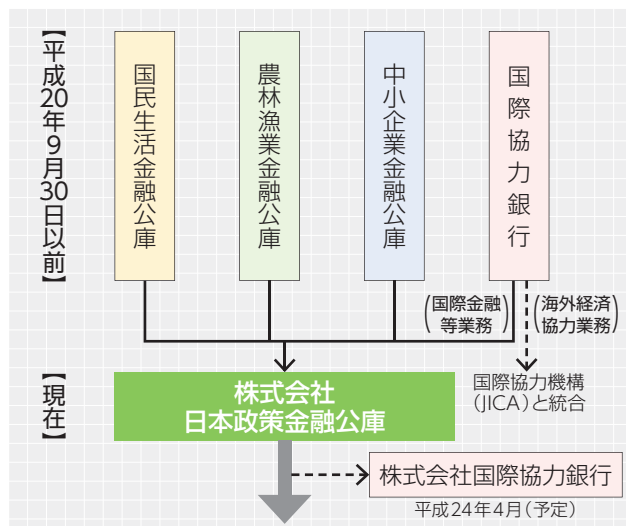 【平成20年9月30日以前】
国民生活金融公庫
農林漁業金融公庫
中小企業金融公庫
国際協力銀行
(国際金融
等業務)
(海外経済
協力業務)
国際協力機構
(JICA)と統合
【現在】
株式会社
日本政策金融公庫
株式会社国際協力銀行
平成24年4月(予定)